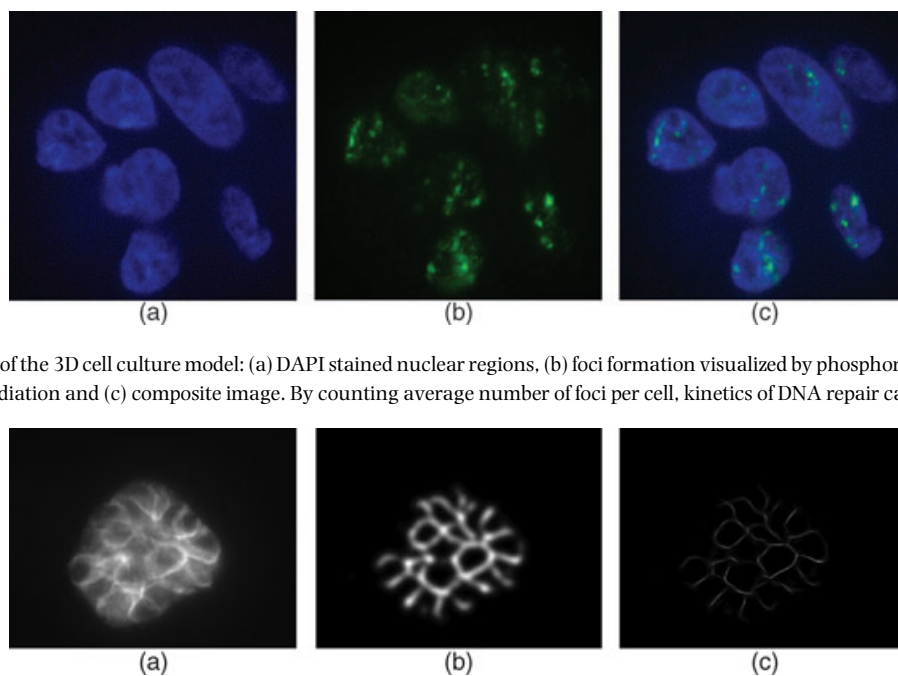 (a) (b) (c)
of the 3D cell culture model: (a) DAPI stained nuclear regions, (b) foci formation visualized by phosphor
diation and (c) composite image. By counting average number of foci per cell, kinetics of DNA repair ca
(a) (b) (c)